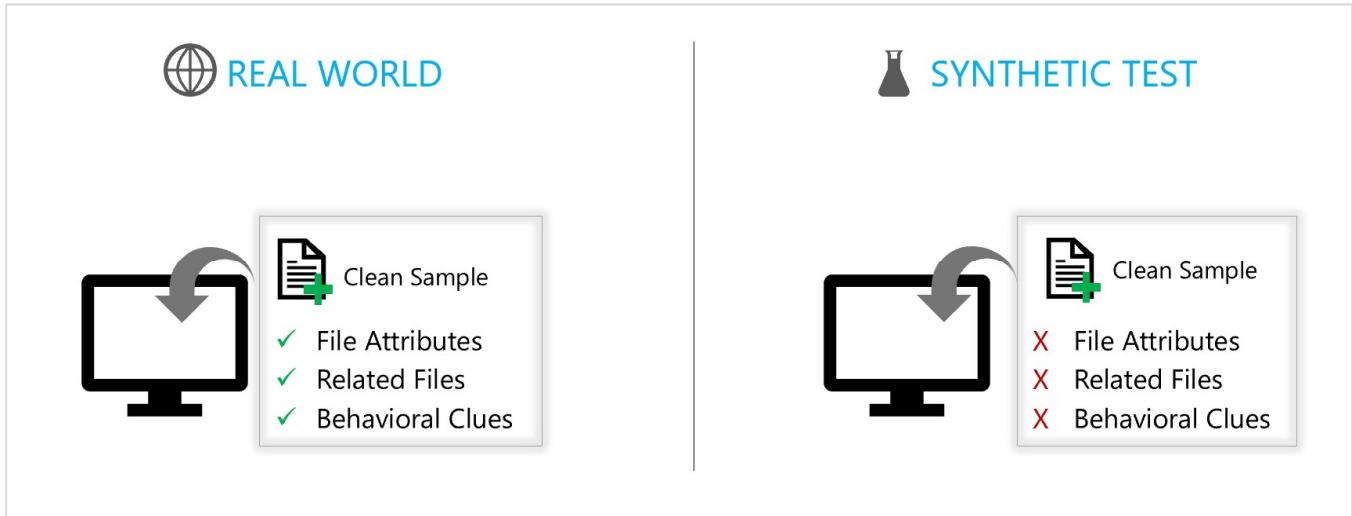 REAL WORLD
Clean Sample
✓ File Attributes
✓ Related Files
✓ Behavioral Clues
SYNTHETIC TEST
Clean Sample
X File Attributes
X Related Files
X Behavioral Clues